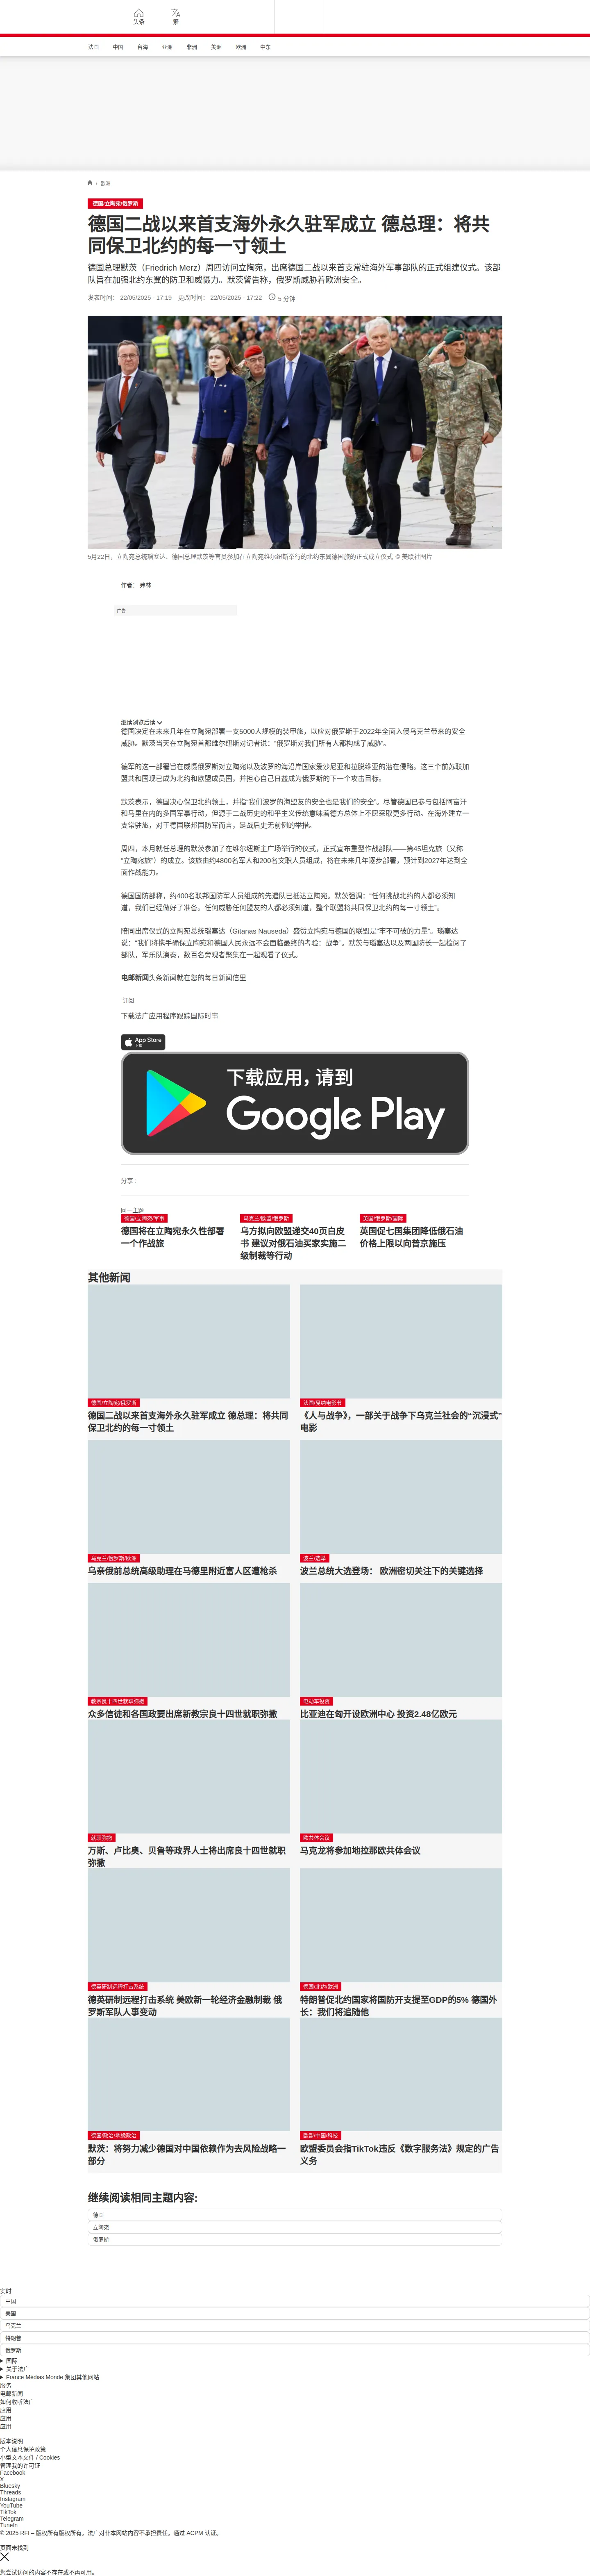 头条
繁
法国
中国
台海
亚洲
非洲
美洲
欧洲
中东
/ 欧洲
德国/立陶宛/俄罗斯
德国二战以来首支海外永久驻军成立 德总理：将共
同保卫北约的每一寸领土
德国总理默茨（Friedrich Merz）周四访问立陶宛，出席德国二战以来首支常驻海外军事部队的正式组建仪式。该部
队旨在加强北约东翼的防卫和威慑力。默茨警告称，俄罗斯威胁着欧洲安全。
发表时间： 22/05/2025 - 17:19 更改时间： 22/05/2025 - 17:22 5 分钟
5月22日，立陶宛总统瑙塞达、德国总理默茨等官员参加在立陶宛维尔纽斯举行的北约东翼德国旅的正式成立仪式 © 美联社图片
作者： 弗林
广告
继续浏览后续
德国决定在未来几年在立陶宛部署一支5000人规模的装甲旅，以应对俄罗斯于2022年全面入侵乌克兰带来的安全
威胁。默茨当天在立陶宛首都维尔纽斯对记者说：“俄罗斯对我们所有人都构成了威胁”。
德军的这一部署旨在威慑俄罗斯对立陶宛以及波罗的海沿岸国家爱沙尼亚和拉脱维亚的潜在侵略。这三个前苏联加
盟共和国现已成为北约和欧盟成员国，并担心自己日益成为俄罗斯的下一个攻击目标。
默茨表示，德国决心保卫北约领土，并指“我们波罗的海盟友的安全也是我们的安全”。尽管德国已参与包括阿富汗
和马里在内的多国军事行动，但源于二战历史的和平主义传统意味着德方总体上不愿采取更多行动。在海外建立一
支常驻旅，对于德国联邦国防军而言，是战后史无前例的举措。
周四，本月就任总理的默茨参加了在维尔纽斯主广场举行的仪式，正式宣布重型作战部队——第45坦克旅（又称
“立陶宛旅”）的成立。该旅由约4800名军人和200名文职人员组成，将在未来几年逐步部署，预计到2027年达到全
面作战能力。
德国国防部称，约400名联邦国防军人员组成的先遣队已抵达立陶宛。默茨强调：“任何挑战北约的人都必须知
道，我们已经做好了准备。任何威胁任何盟友的人都必须知道，整个联盟将共同保卫北约的每一寸领土”。
陪同出席仪式的立陶宛总统瑙塞达（Gitanas Nauseda）盛赞立陶宛与德国的联盟是“牢不可破的力量”。瑙塞达
说：“我们将携手确保立陶宛和德国人民永远不会面临最终的考验：战争”。默茨与瑙塞达以及两国防长一起检阅了
部队，军乐队演奏，数百名旁观者聚集在一起观看了仪式。
电邮新闻头条新闻就在您的每日新闻信里
订阅
下载法广应用程序跟踪国际时事
App Store
下载
下载应用，请到
Google Play
分享 :
同一主题
德国/立陶宛/军事
德国将在立陶宛永久性部署
一个作战旅
乌克兰/欧盟/俄罗斯
乌方拟向欧盟递交40页白皮
书 建议对俄石油买家实施二
级制裁等行动
英国/俄罗斯/国际
英国促七国集团降低俄石油
价格上限以向普京施压
其他新闻
德国/立陶宛/俄罗斯
德国二战以来首支海外永久驻军成立 德总理：将共同
保卫北约的每一寸领土
法国/戛纳电影节
《人与战争》，一部关于战争下乌克兰社会的“沉浸式”
电影
乌克兰/俄罗斯/欧洲
乌亲俄前总统高级助理在马德里附近富人区遭枪杀
波兰/选举
波兰总统大选登场： 欧洲密切关注下的关键选择
教宗良十四世就职弥撒
众多信徒和各国政要出席新教宗良十四世就职弥撒
电动车投资
比亚迪在匈开设欧洲中心 投资2.48亿欧元
就职弥撒
万斯、卢比奥、贝鲁等政界人士将出席良十四世就职
弥撒
政共体会议
马克龙将参加地拉那欧共体会议
德英研制远程打击系统
德英研制远程打击系统 美欧新一轮经济金融制裁 俄
罗斯军队人事变动
德国/北约/欧洲
特朗普促北约国家将国防开支提至GDP的5% 德国外
长：我们将追随他
德国/政治/地缘政治
默茨：将努力减少德国对中国依赖作为去风险战略一
部分
欧盟/中国/科技
欧盟委员会指TikTok违反《数字服务法》规定的广告
义务
继续阅读相同主题内容:
德国
立陶宛
俄罗斯
实时
中国
美国
乌克兰
特朗普
俄罗斯
国际
关于法广
France Médias Monde 集团其他网站
服务
电邮新闻
如何收听法广
应用
应用
应用
版本说明
个人信息保护政策
小型文本文件 / Cookies
管理我的许可证
Facebook
X
Bluesky
Threads
Instagram
YouTube
TikTok
Telegram
TuneIn
© 2025 RFI – 版权所有版权所有。法广对非本网站内容不承担责任。通过 ACPM 认证。
页面未找到
您尝试访问的内容不存在或不再可用。